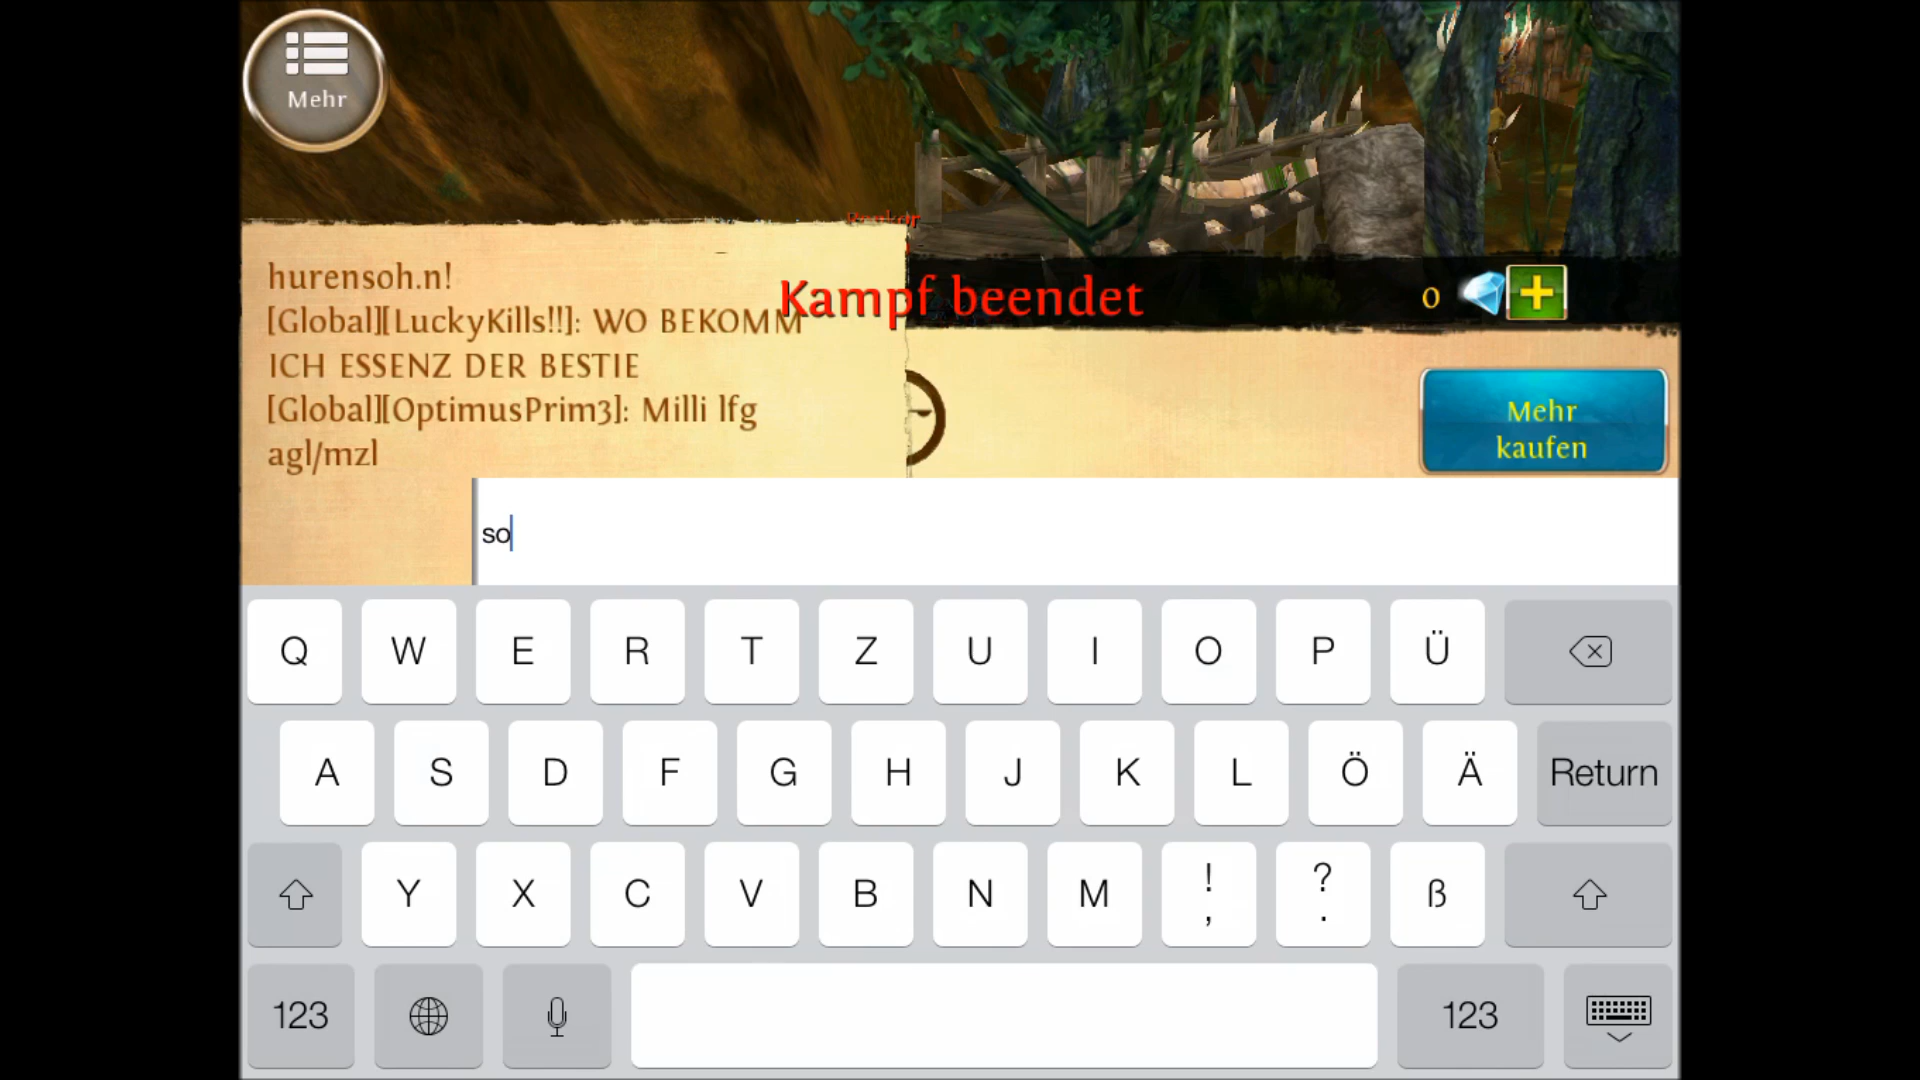 Mehr
hurensoh.n!
[Global][LuckyKills!!]: WO BEKOMM
ICH ESSENZ DER BESTIE
[Global][OptimusPrim3]: Milli lfg
agl/mzl
Kampf beendet
0
Mehr
kaufen
so
Q W E R T Z U I O P Ü
A S D F G H J K L Ö Ä Return
Y X C V B N M ! , ? . ß
123 123